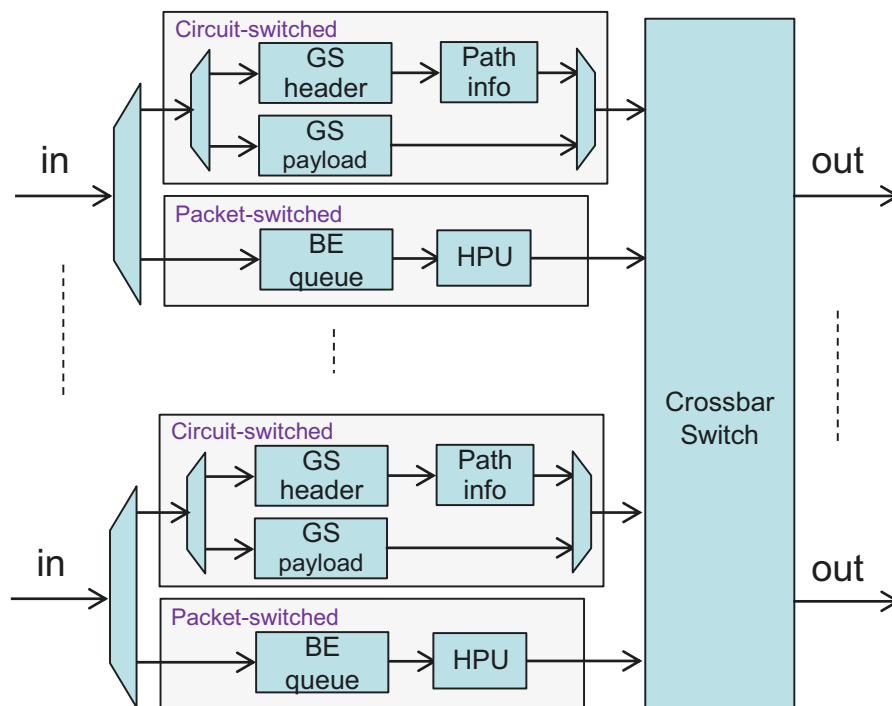 Circuit-switched
GS
header
Path
info
GS
payload
in
out
Packet-switched
BE
queue
HPU
Crossbar
Switch
Circuit-switched
GS
header
Path
info
GS
payload
in
out
Packet-switched
BE
queue
HPU